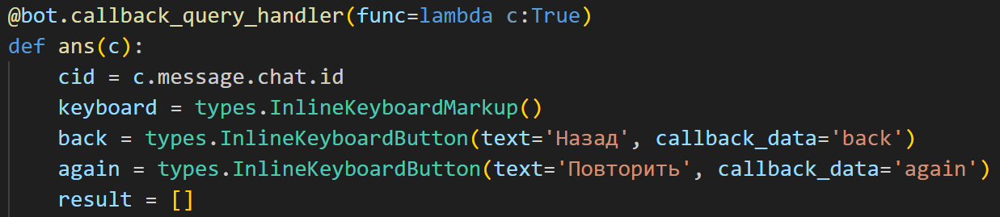 @bot.callback_query_handler(func=lambda c:True)
def ans(c):
    cid = c.message.chat.id
    keyboard = types.InlineKeyboardMarkup()
    back = types.InlineKeyboardButton(text='Назад', callback_data='back')
    again = types.InlineKeyboardButton(text='Повторить', callback_data='again')
    result = []